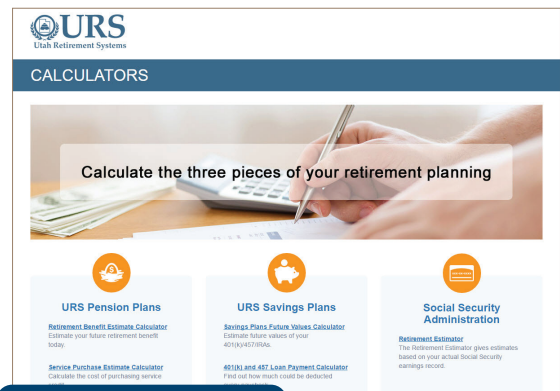 URS
Utah Retirement Systems
CALCULATORS
Calculate the three pieces of your retirement planning
URS Pension Plans
Retirement Benefit Estimate Calculator
Estimate your future retirement benefit
today.
Service Purchase Estimate Calculator
Calculate the cost of purchasing service
URS Savings Plans
Savings Plans Future Values Calculator
Estimate future values of your
401(k)/457/IRAs.
401(k) and 457 Loan Payment Calculator
Find out how much could be deducted
Social Security
Administration
Retirement Estimator
The Retirement Estimator gives estimates
based on your actual Social Security
earnings record.